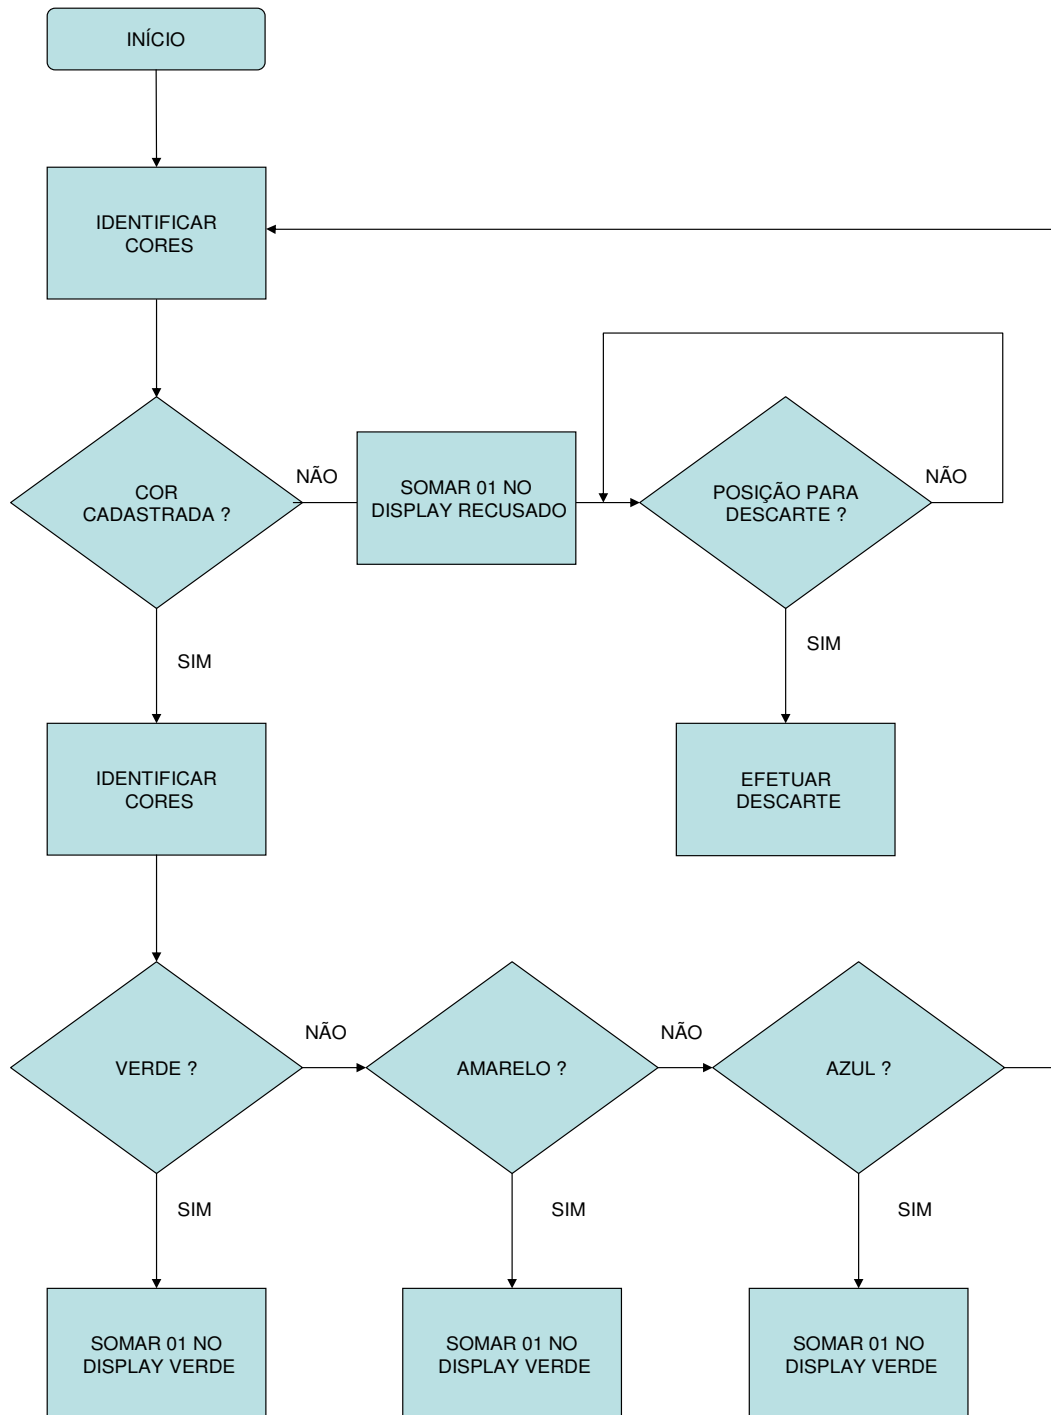 INÍCIO
IDENTIFICAR
CORES
COR
CADASTRADA ?
NÃO
SOMAR 01 NO
DISPLAY RECUSADO
POSIÇÃO PARA
DESCARTE ?
NÃO
SIM
SIM
IDENTIFICAR
CORES
EFETUAR
DESCARTE
VERDE ?
NÃO
AMARELO ?
NÃO
AZUL ?
SIM
SIM
SIM
SOMAR 01 NO
DISPLAY VERDE
SOMAR 01 NO
DISPLAY VERDE
SOMAR 01 NO
DISPLAY VERDE